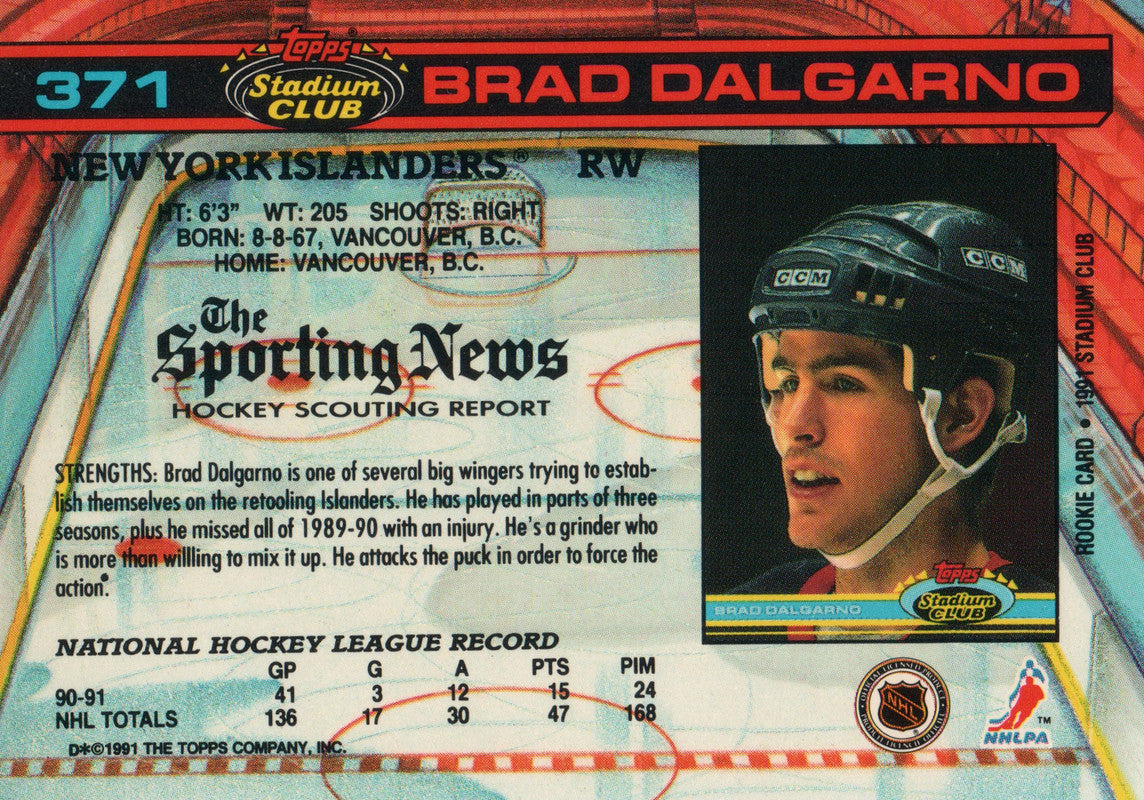 371
Topps®
Stadium
CLUB
BRAD DALGARNO
NEW YORK ISLANDERS® RW
HT: 6'3" WT: 205 SHOOTS: RIGHT
BORN: 8-8-67, VANCOUVER, B.C.
HOME: VANCOUVER, B.C.
The
Sporting News
HOCKEY SCOUTING REPORT
STRENGTHS: Brad Dalgarno is one of several big wingers trying to estab-
lish themselves on the retooling Islanders. He has played in parts of three
seasons, plus he missed all of 1989-90 with an injury. He's a grinder who
is more than willling to mix it up. He attacks the puck in order to force the
action.
NATIONAL HOCKEY LEAGUE RECORD
GP G A PTS PIM
90-91 41 3 12 15 24
NHL TOTALS 136 17 30 47 168
D*©1991 THE TOPPS COMPANY, INC.
CCM
CCM
Topps
Stadium
CLUB
BRAD DALGARNO
ROOKIE CARD • 1991 STADIUM CLUB
OFFICIAL LICENSED PRODUCT
NHL
®
NHLPA
™